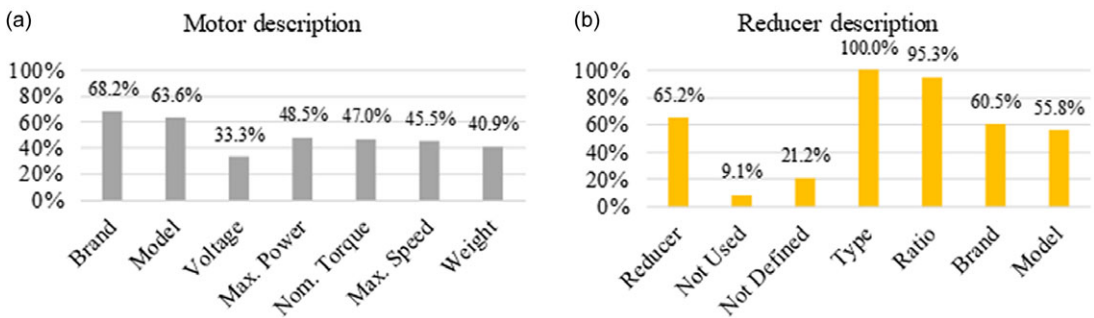 (a)
Motor description
100%
80%
60%
40%
20%
0%
68.2%
63.6%
33.3%
48.5%
47.0%
45.5%
40.9%
Brand
Model
Voltage
Max. Power
Nom. Torque
Max. Speed
Weight
(b)
Reducer description
100%
80%
60%
40%
20%
0%
65.2%
9.1%
21.2%
100.0%
95.3%
60.5%
55.8%
Reducer
Not Used
Not Defined
Type
Ratio
Brand
Model